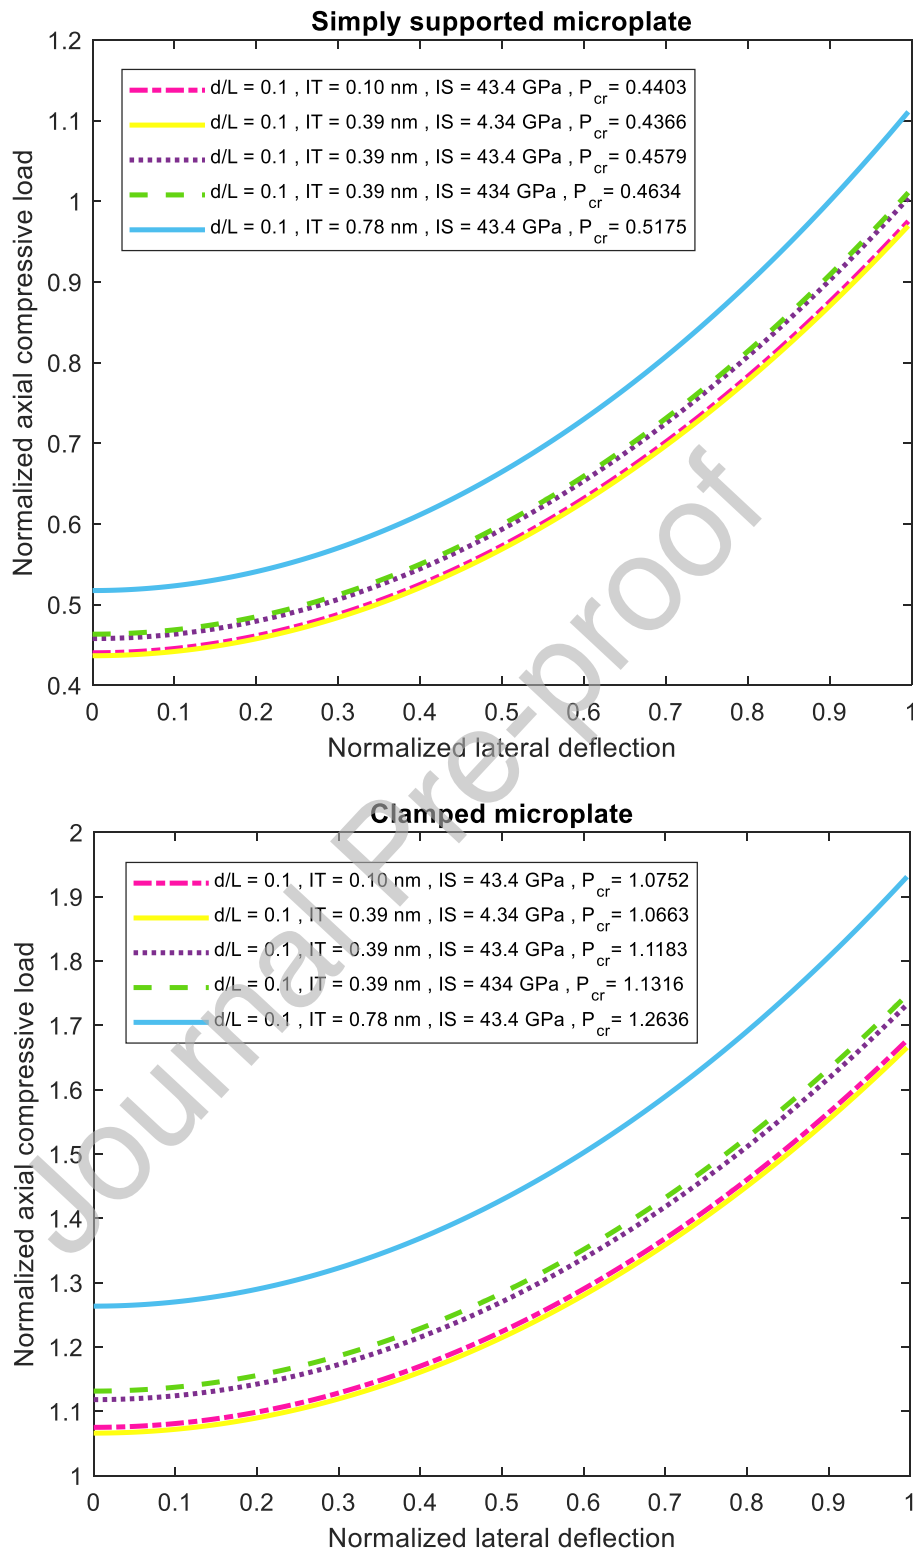 Simply supported microplate
1.2
1.1
1
0.9
0.8
0.7
0.6
0.5
0.4
Normalized axial compressive load
d/L = 0.1 , IT = 0.10 nm , IS = 43.4 GPa , Pcr= 0.4403
d/L = 0.1 , IT = 0.39 nm , IS = 4.34 GPa , Pcr= 0.4366
d/L = 0.1 , IT = 0.39 nm , IS = 43.4 GPa , Pcr= 0.4579
d/L = 0.1 , IT = 0.39 nm , IS = 434 GPa , Pcr= 0.4634
d/L = 0.1 , IT = 0.78 nm , IS = 43.4 GPa , Pcr= 0.5175
0 0.1 0.2 0.3 0.4 0.5 0.6 0.7 0.8 0.9 1
Normalized lateral deflection
Clamped microplate
2
1.9
1.8
1.7
1.6
1.5
1.4
1.3
1.2
1.1
1
Normalized axial compressive load
d/L = 0.1 , IT = 0.10 nm , IS = 43.4 GPa , Pcr= 1.0752
d/L = 0.1 , IT = 0.39 nm , IS = 4.34 GPa , Pcr= 1.0663
d/L = 0.1 , IT = 0.39 nm , IS = 43.4 GPa , Pcr= 1.1183
d/L = 0.1 , IT = 0.39 nm , IS = 434 GPa , Pcr= 1.1316
d/L = 0.1 , IT = 0.78 nm , IS = 43.4 GPa , Pcr= 1.2636
0 0.1 0.2 0.3 0.4 0.5 0.6 0.7 0.8 0.9 1
Normalized lateral deflection
Journal Pre-proof